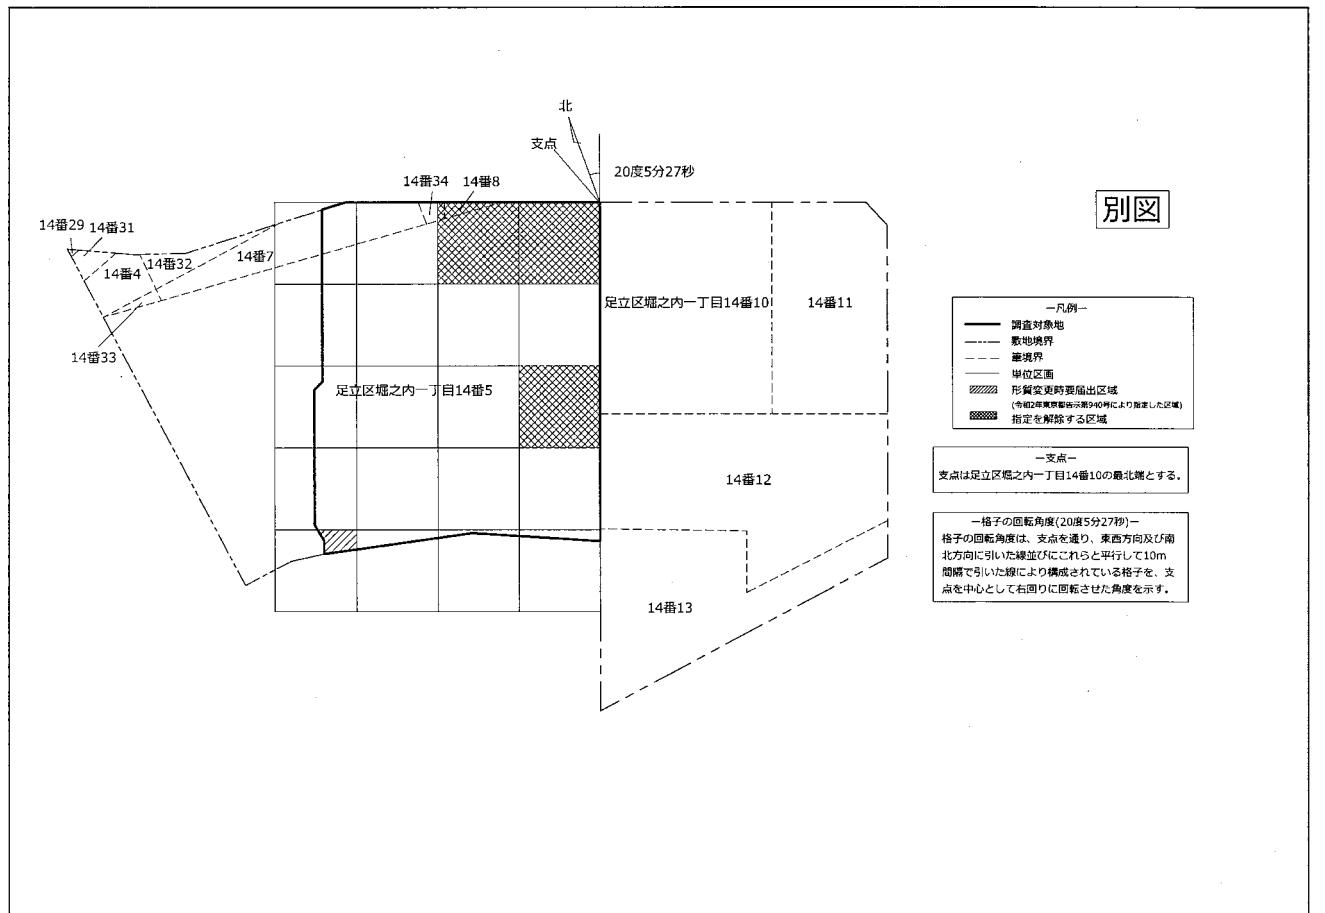 北
支点
20度5分27秒
14番34
14番8
別図
14番29
14番31
14番4
14番32
14番7
14番33
足立区堀之内一丁目14番10
14番11
足立区堀之内一丁目14番5
14番12
14番13
ー凡例ー
調査対象地
敷地境界
筆境界
単位区画
形質変更時要届出区域
(令和2年東京都告示第940号により指定した区域)
指定を解除する区域
ー支点ー
支点は足立区堀之内一丁目14番10の最北端とする。
ー格子の回転角度(20度5分27秒)ー
格子の回転角度は、支点を通り、東西方向及び南
北方向に引いた線並びにこれらと平行して10m
間隔で引いた線により構成されている格子を、支
点を中心として右回りに回転させた角度を示す。